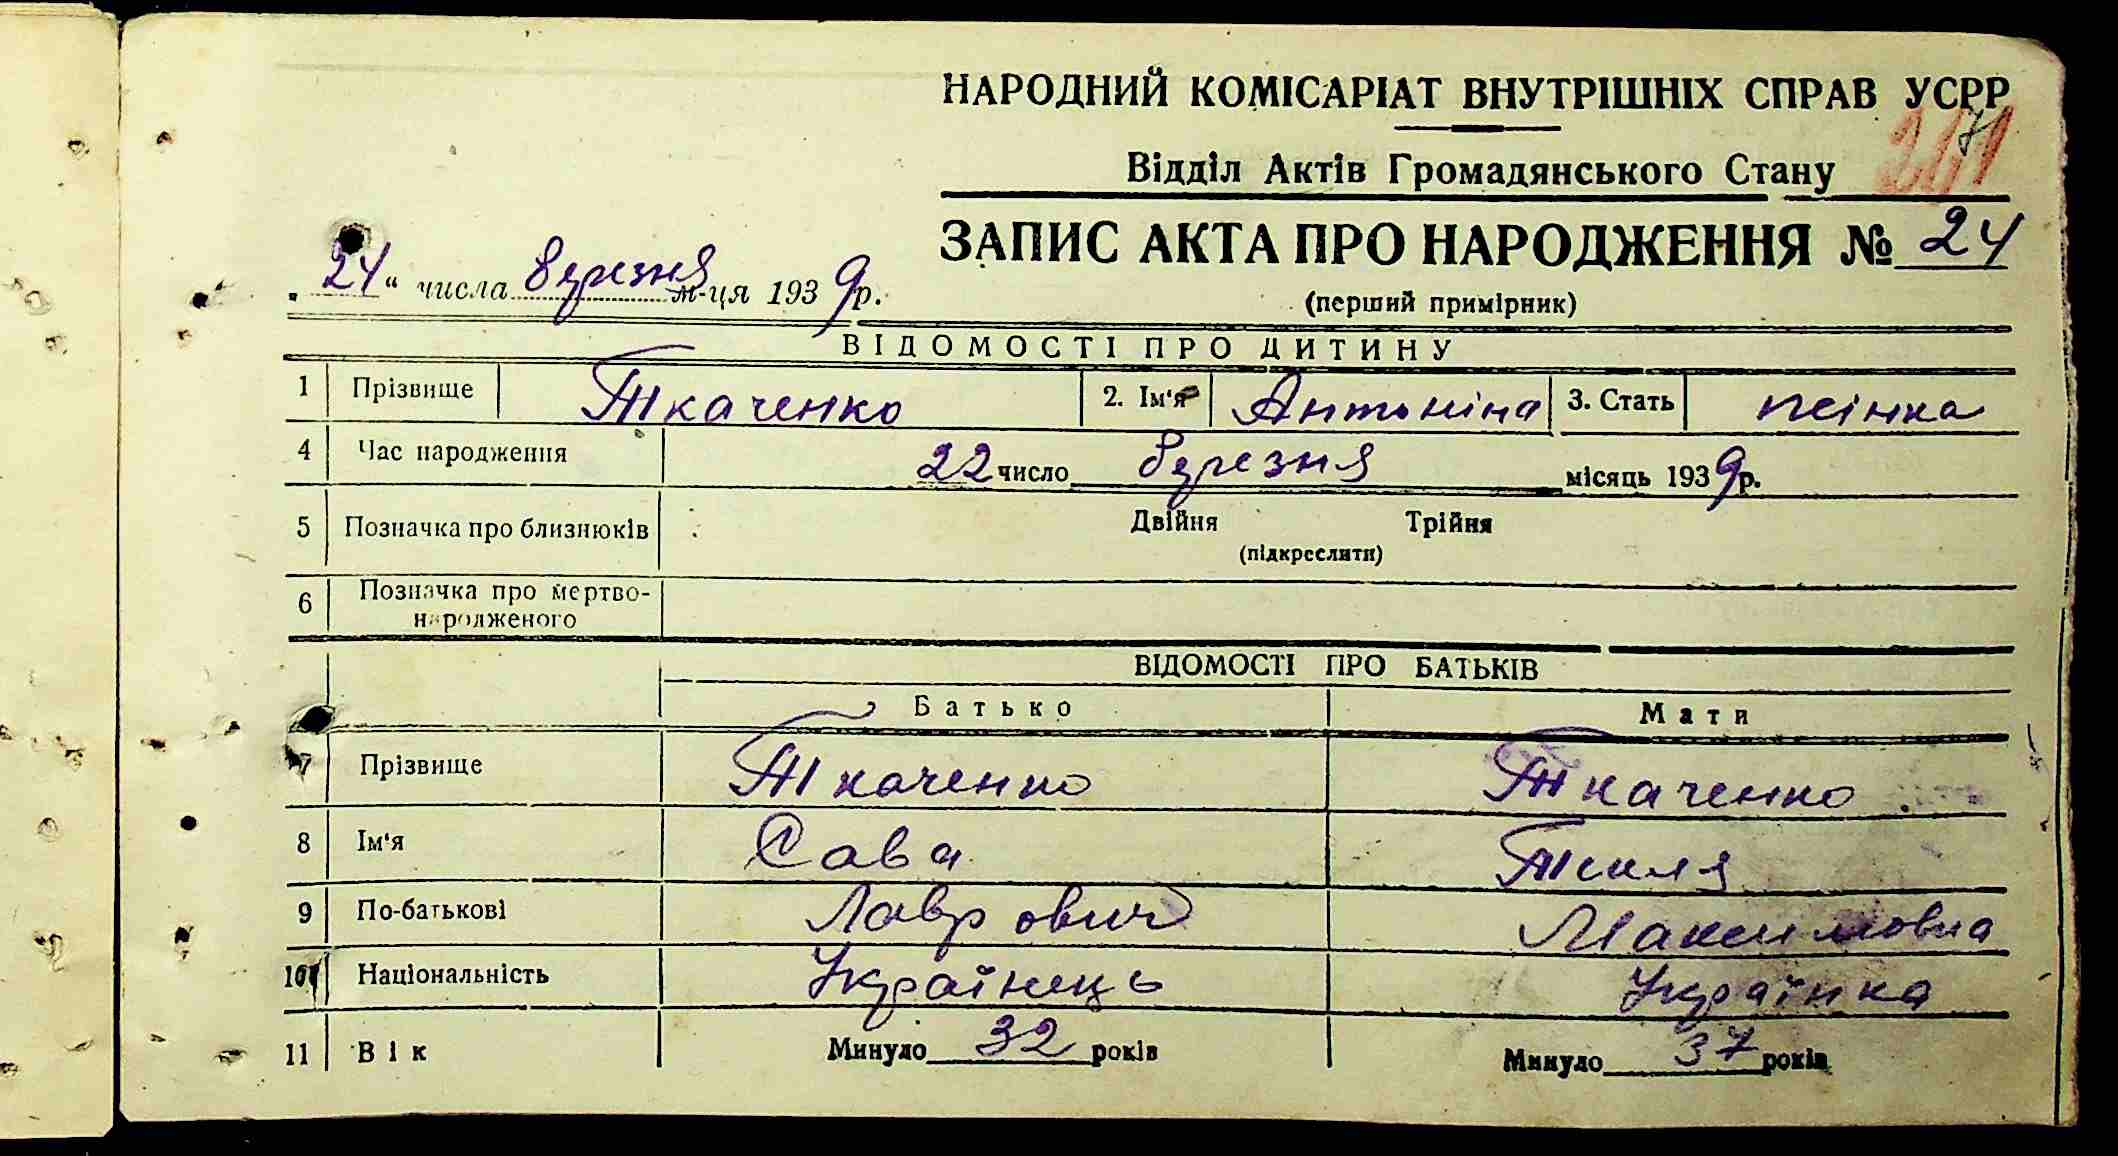 НАРОДНИЙ КОМІСАРІАТ ВНУТРІШНІХ СПРАВ УСРР
Відділ Актів Громадянського Стану
ЗАПИС АКТА ПРО НАРОДЖЕННЯ № 24
(перший примірник)
„24“ числа березня м-ця 1939 р.
ВІДОМОСТІ ПРО ДИТИНУ
1 Прізвище Ткаченко 2. Ім‘я Антоніна 3. Стать жінка
4 Час народження 22 число березня місяць 1939 р.
5 Позначка про близнюків Двійня Трійня
(підкреслити)
6 Позначка про мертво-
народженого
ВІДОМОСТІ ПРО БАТЬКІВ
Батько Мати
7 Прізвище Ткаченко Ткаченко
8 Ім‘я Сава
9 По-батькові Лаврович Максимовна
10 Національність Українець Українка
11 Вік Минуло 32 років Минуло 37 років